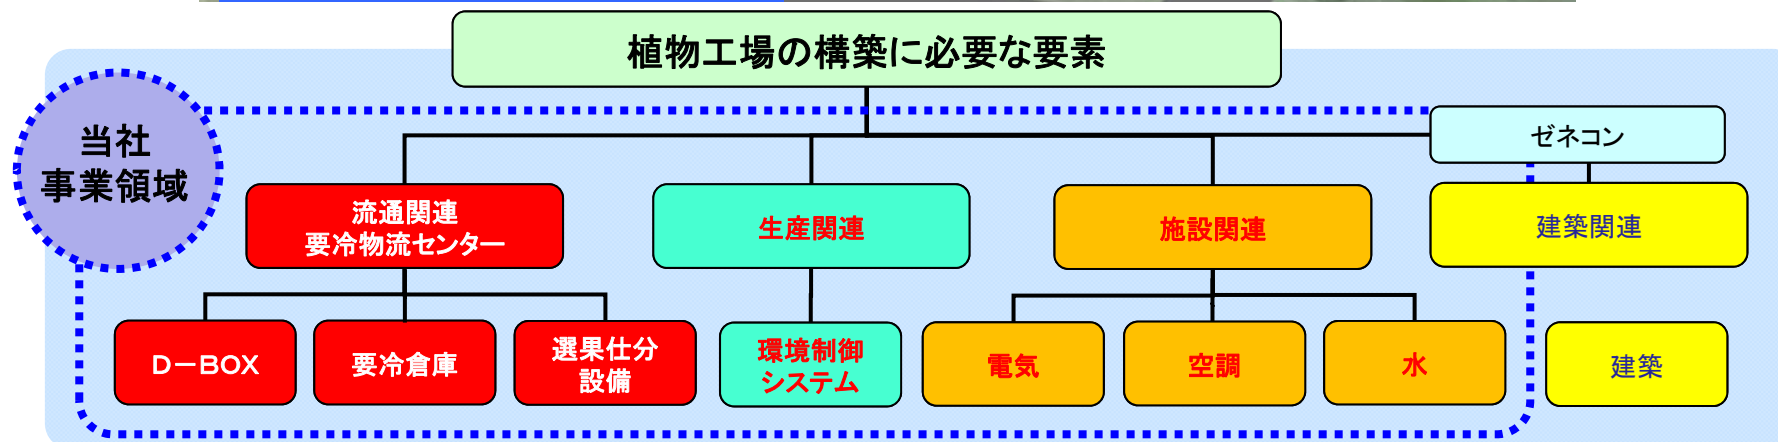 植物工場の構築に必要な要素
当社
事業領域
ゼネコン
流通関連
要冷物流センター
生産関連
施設関連
建築関連
D－BOX
要冷倉庫
選果仕分
設備
環境制御
システム
電気
空調
水
建築